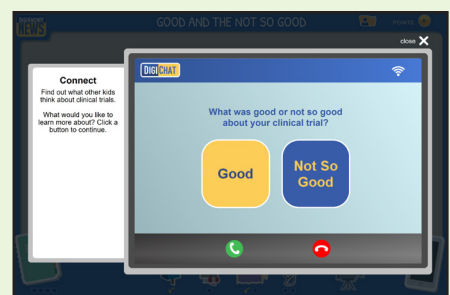 NEWS
GOOD AND THE NOT SO GOOD
POINTS
close X
Connect
Find out what other kids
think about clinical trials.
What would you like to
learn more about? Click a
button to continue.
DIGICHAT
What was good or not so good
about your clinical trial?
Good
Not So
Good